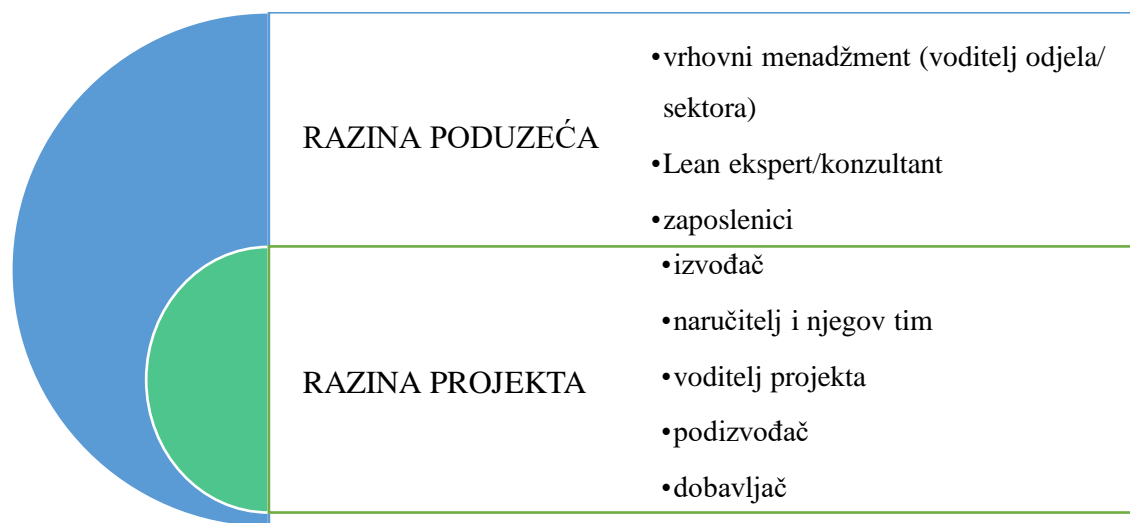 RAZINA PODUZEĆA
•vrhovni menadžment (voditelj odjela/
sektora)
•Lean ekspert/konzultant
•zaposlenici
RAZINA PROJEKTA
•izvođač
•naručitelj i njegov tim
•voditelj projekta
•podizvođač
•dobavljač